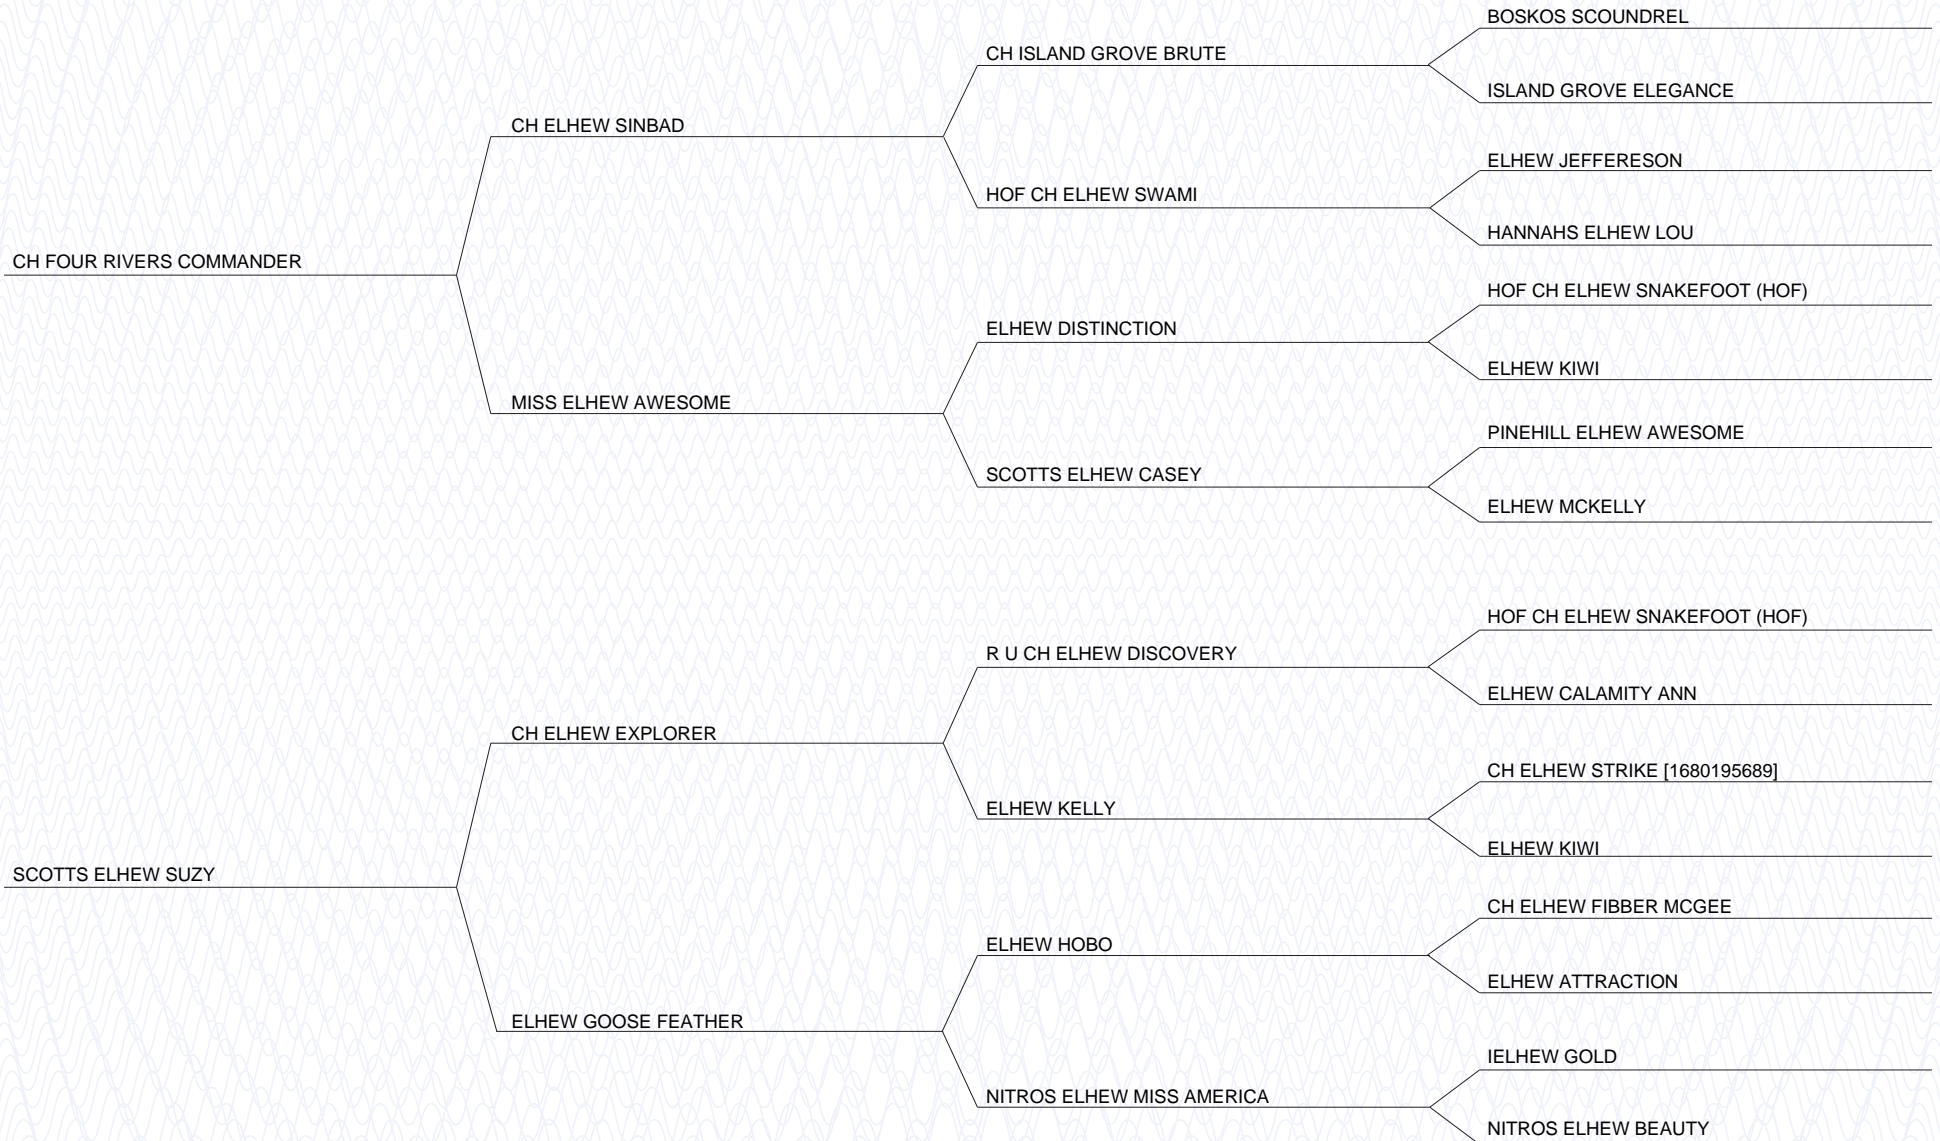 BOSKOS SCOUNDREL
CH ISLAND GROVE BRUTE
ISLAND GROVE ELEGANCE
CH ELHEW SINBAD
ELHEW JEFFERESON
HOF CH ELHEW SWAMI
HANNAHS ELHEW LOU
CH FOUR RIVERS COMMANDER
HOF CH ELHEW SNAKEFOOT (HOF)
ELHEW DISTINCTION
ELHEW KIWI
MISS ELHEW AWESOME
PINEHILL ELHEW AWESOME
SCOTTS ELHEW CASEY
ELHEW MCKELLY
HOF CH ELHEW SNAKEFOOT (HOF)
R U CH ELHEW DISCOVERY
ELHEW CALAMITY ANN
CH ELHEW EXPLORER
CH ELHEW STRIKE [1680195689]
ELHEW KELLY
ELHEW KIWI
SCOTTS ELHEW SUZY
CH ELHEW FIBBER MCGEE
ELHEW HOBO
ELHEW ATTRACTION
ELHEW GOOSE FEATHER
IELHEW GOLD
NITROS ELHEW MISS AMERICA
NITROS ELHEW BEAUTY